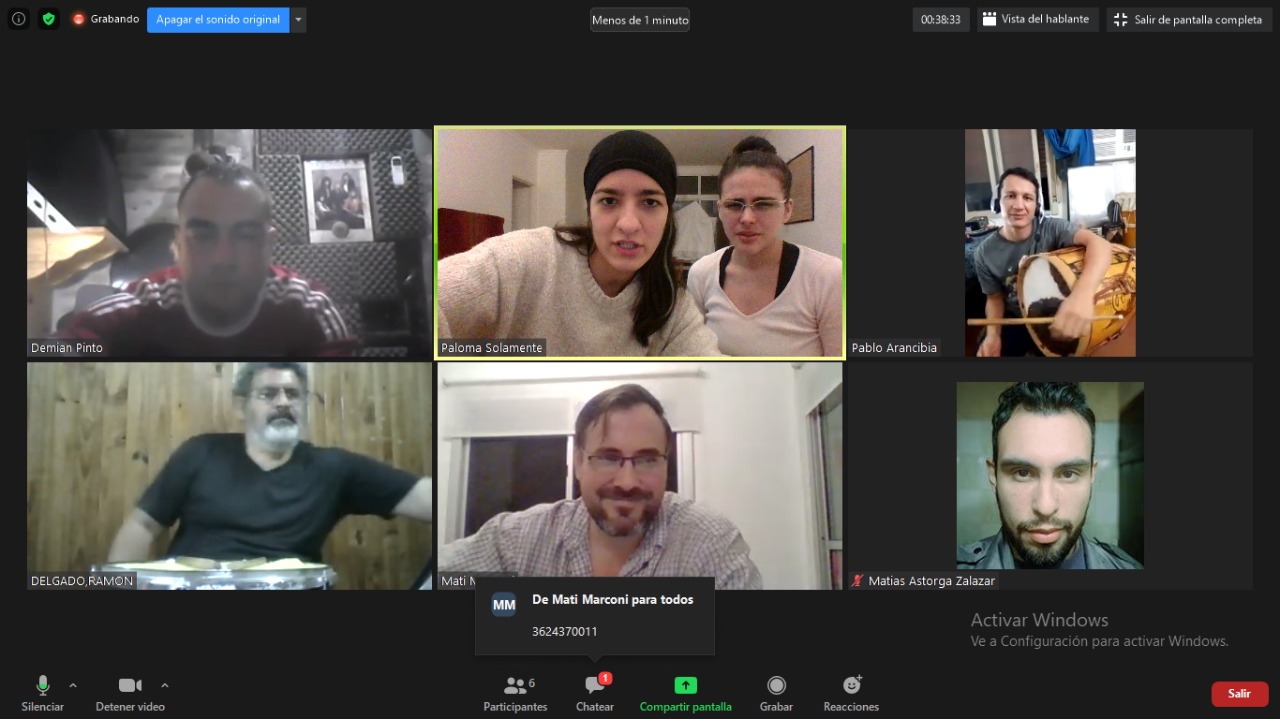 Grabando
Apagar el sonido original
Menos de 1 minuto
00:38:33
Vista del hablante
Salir de pantalla completa
Demian Pinto
Paloma Solamente
Pablo Arancibia
DELGADO,RAMON
Mati
Matias Astorga Zalazar
MM
De Mati Marconi para todos
3624370011
Activar Windows
Ve a Configuración para activar Windows.
Silenciar
Detener video
6
Participantes
1
Chatear
Compartir pantalla
Grabar
Reacciones
Salir